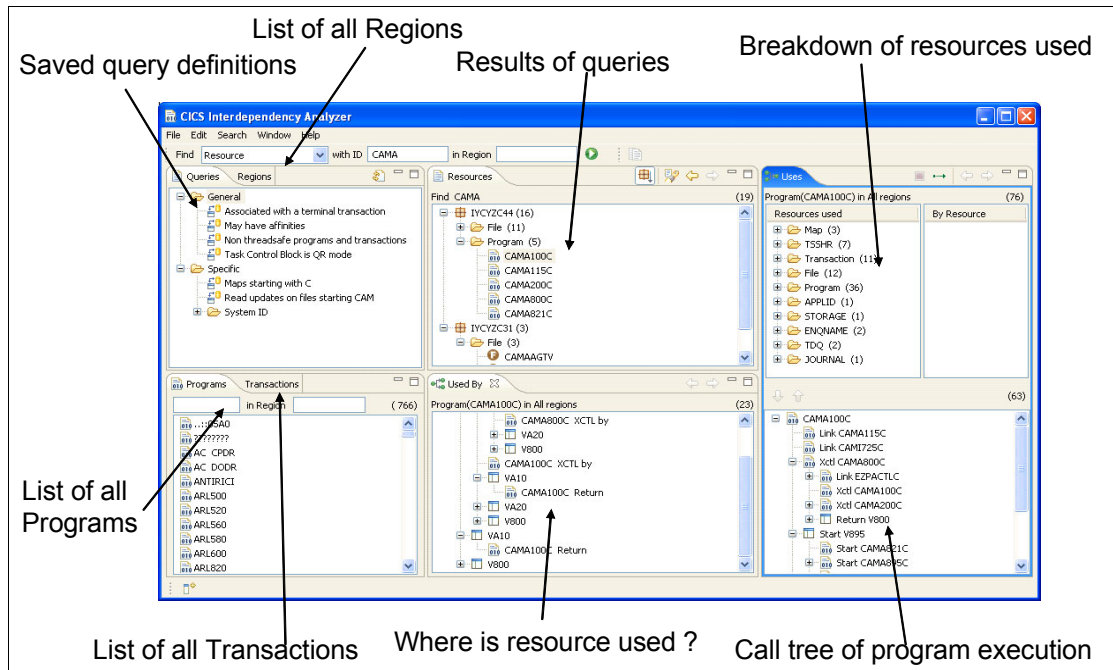 List of all Regions
Saved query definitions
Results of queries
Breakdown of resources used
CICS Interdependency Analyzer
File Edit Search Window Help
Find Resource with ID CAMA in Region
Queries Regions
General
Associated with a terminal transaction
May have affinities
Non threadsafe programs and transactions
Task Control Block is QR mode
Specific
Maps starting with C
Read updates on files starting CAM
System ID
Resources
Find CAMA (19)
IYCYZC44 (16)
File (11)
Program (5)
CAMA100C
CAMA115C
CAMA200C
CAMA800C
CAMA821C
IYCYZC31 (3)
File (3)
CAMAAGTV
Uses
Program(CAMA100C) in All regions (76)
Resources used By Resource
Map (3)
TSSHR (7)
Transaction (11)
File (12)
Program (36)
APPLID (1)
STORAGE (1)
ENQNAME (2)
TDQ (2)
JOURNAL (1)
Programs Transactions
in Region (766)
..::65A0
????????
AC CPDR
AC DODR
ANTIRICI
ARL500
ARL520
ARL560
ARL580
ARL600
ARL820
Used By
Program(CAMA100C) in All regions (23)
CAMA800C XCTL by
VA20
V800
CAMA100C XCTL by
VA10
CAMA100C Return
VA20
V800
VA10
CAMA100C Return
V800
(63)
CAMA100C
Link CAMA115C
Link CAMI725C
Xctl CAMA800C
Link EZPACTLC
Xctl CAMA100C
Xctl CAMA200C
Return V800
Start V895
Start CAMA821C
Start CAMA895C
List of all
Programs
List of all Transactions
Where is resource used ?
Call tree of program execution